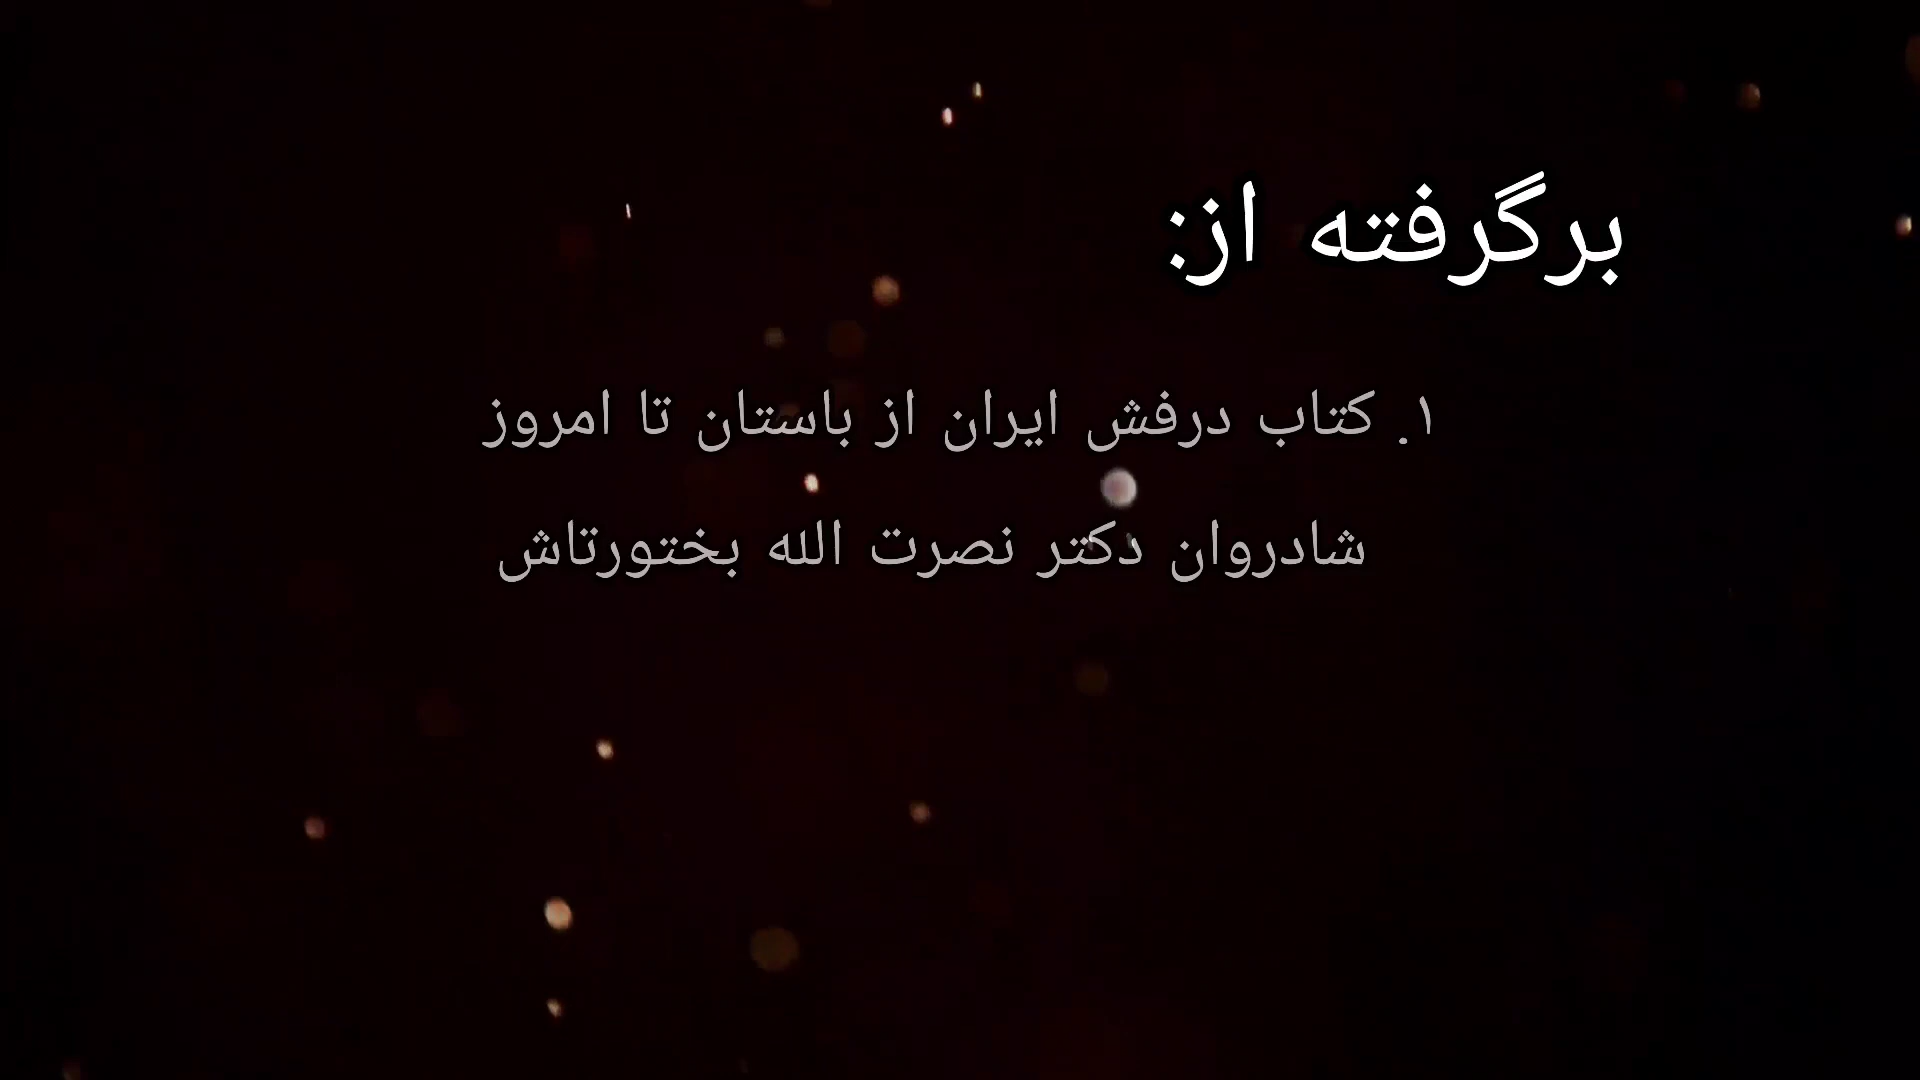 برگرفته از:
۱. کتاب درفش ایران از باستان تا امروز
شادروان دکتر نصرت الله بختورتاش